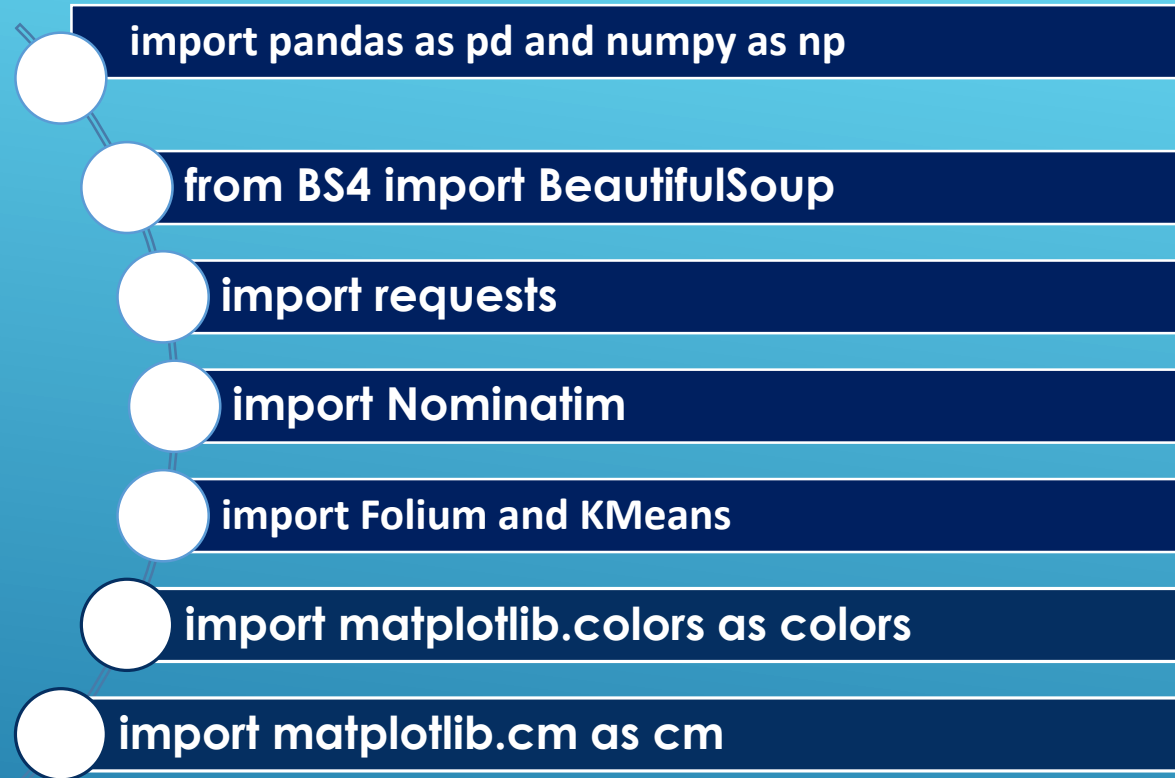 import pandas as pd and numpy as np
from BS4 import BeautifulSoup
import requests
import Nominatim
import Folium and KMeans
import matplotlib.colors as colors
import matplotlib.cm as cm